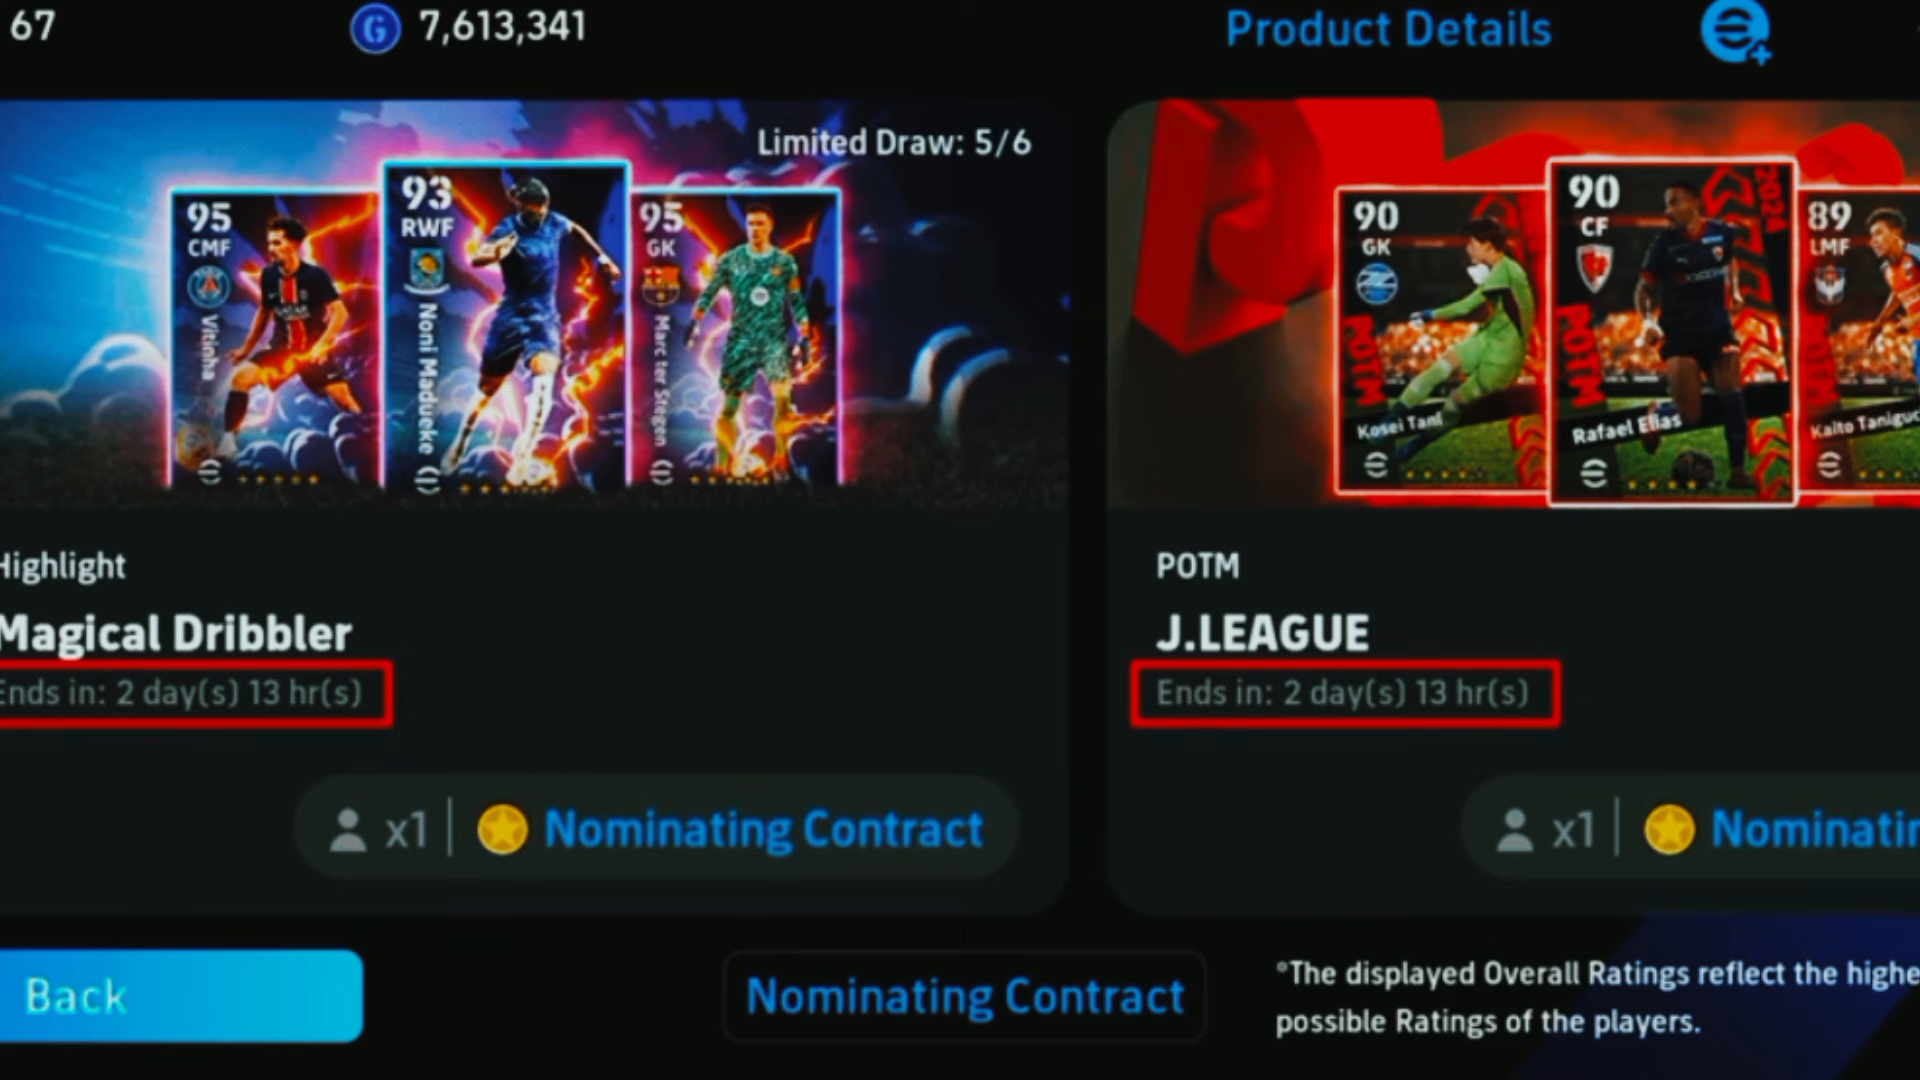 67
7,613,341
Product Details
Limited Draw: 5/6
95
CMF
Vitinha
93
RWF
Noni Madueke
95
GK
Marc ter Stegen
90
GK
POTM
Kosei Tani
2024
90
CF
POTM
Rafael Elias
89
LMF
Kaito Taniguc
Highlight
Magical Dribbler
Ends in: 2 day(s) 13 hr(s)
x1
Nominating Contract
POTM
J.LEAGUE
Ends in: 2 day(s) 13 hr(s)
x1
Nominatin
Back
Nominating Contract
*The displayed Overall Ratings reflect the highe
possible Ratings of the players.